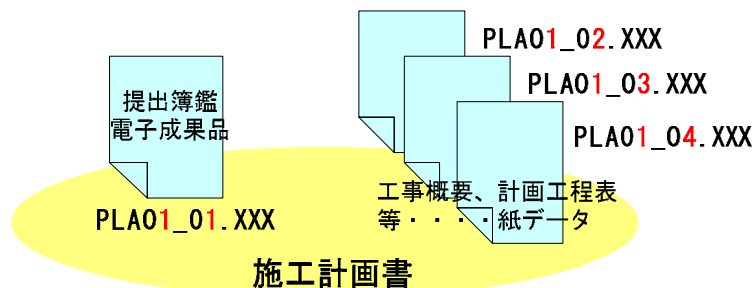 提出簿鑑
電子成果品
PLA01_01.XXX
PLA01_02.XXX
PLA01_03.XXX
PLA01_04.XXX
工事概要、計画工程表
等・・・・紙データ
施工計画書